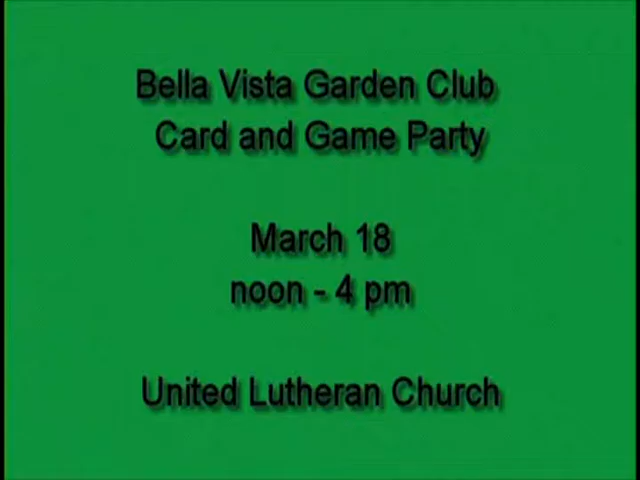 Bella Vista Garden Club
Card and Game Party
March 18
noon - 4 pm
United Lutheran Church